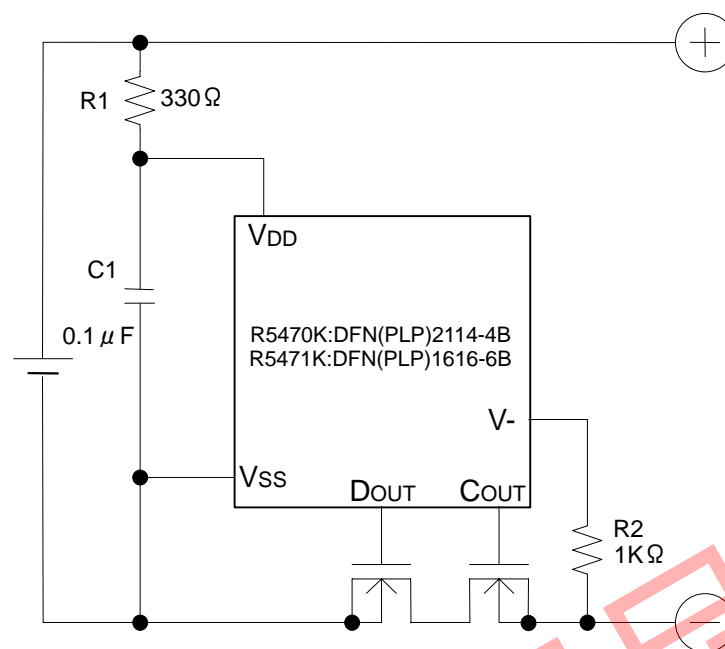 R1
330Ω
VDD
C1
0.1μF
R5470K:DFN(PLP)2114-4B
R5471K:DFN(PLP)1616-6B
V-
VSS
DOUT
COUT
R2
1KΩ